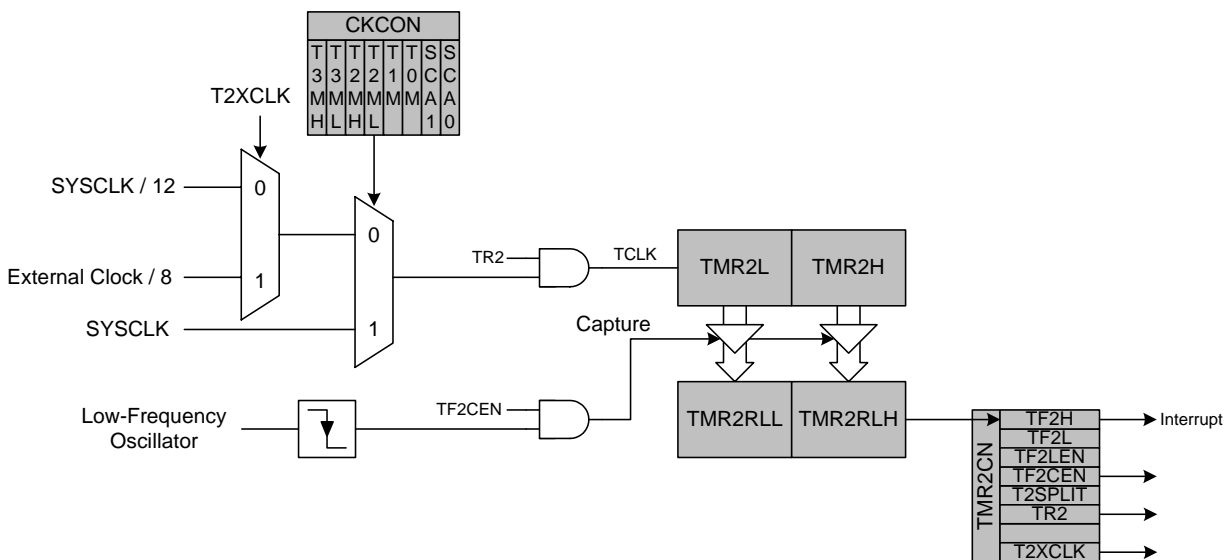 CKCON
T3MH
T3ML
T2MH
T2ML
T1M
T0M
SCA1
SCA0
T2XCLK
SYSCLK / 12
0
External Clock / 8
1
SYSCLK
0
1
TR2
TCLK
TMR2L
TMR2H
Capture
TF2CEN
Low-Frequency
Oscillator
TMR2RLL
TMR2RLH
TMR2CN
TF2H
Interrupt
TF2L
TF2LEN
TF2CEN
T2SPLIT
TR2
T2XCLK